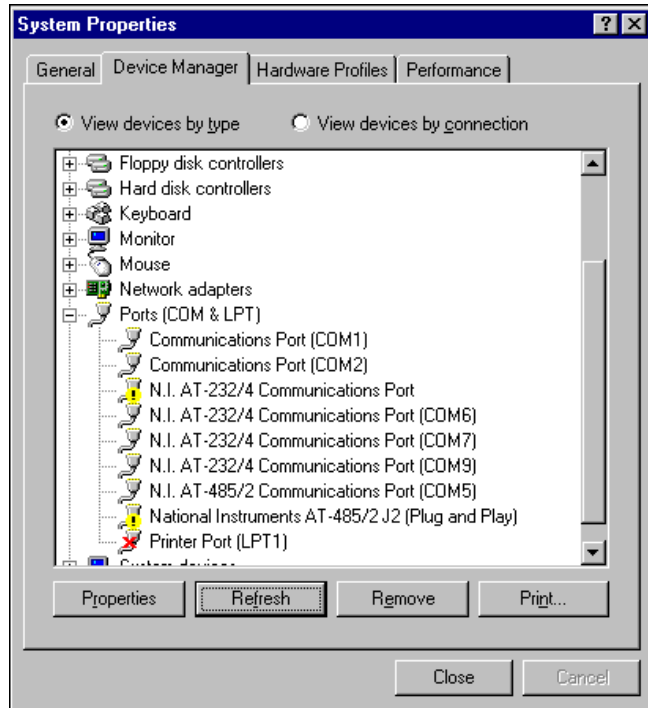 System Properties
General Device Manager Hardware Profiles Performance
View devices by type View devices by connection
Floppy disk controllers
Hard disk controllers
Keyboard
Monitor
Mouse
Network adapters
Ports (COM & LPT)
Communications Port (COM1)
Communications Port (COM2)
N.I. AT-232/4 Communications Port
N.I. AT-232/4 Communications Port (COM6)
N.I. AT-232/4 Communications Port (COM7)
N.I. AT-232/4 Communications Port (COM9)
N.I. AT-485/2 Communications Port (COM5)
National Instruments AT-485/2 J2 (Plug and Play)
Printer Port (LPT1)
System devices
Properties Refresh Remove Print...
Close Cancel